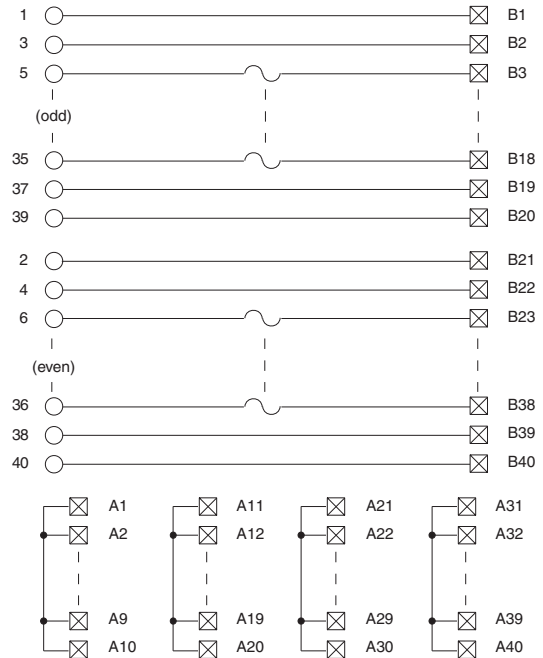 1 B1
3 B2
5 B3
(odd)
35 B18
37 B19
39 B20
2 B21
4 B22
6 B23
(even)
36 B38
38 B39
40 B40
A1 A11 A21 A31
A2 A12 A22 A32
A9 A19 A29 A39
A10 A20 A30 A40